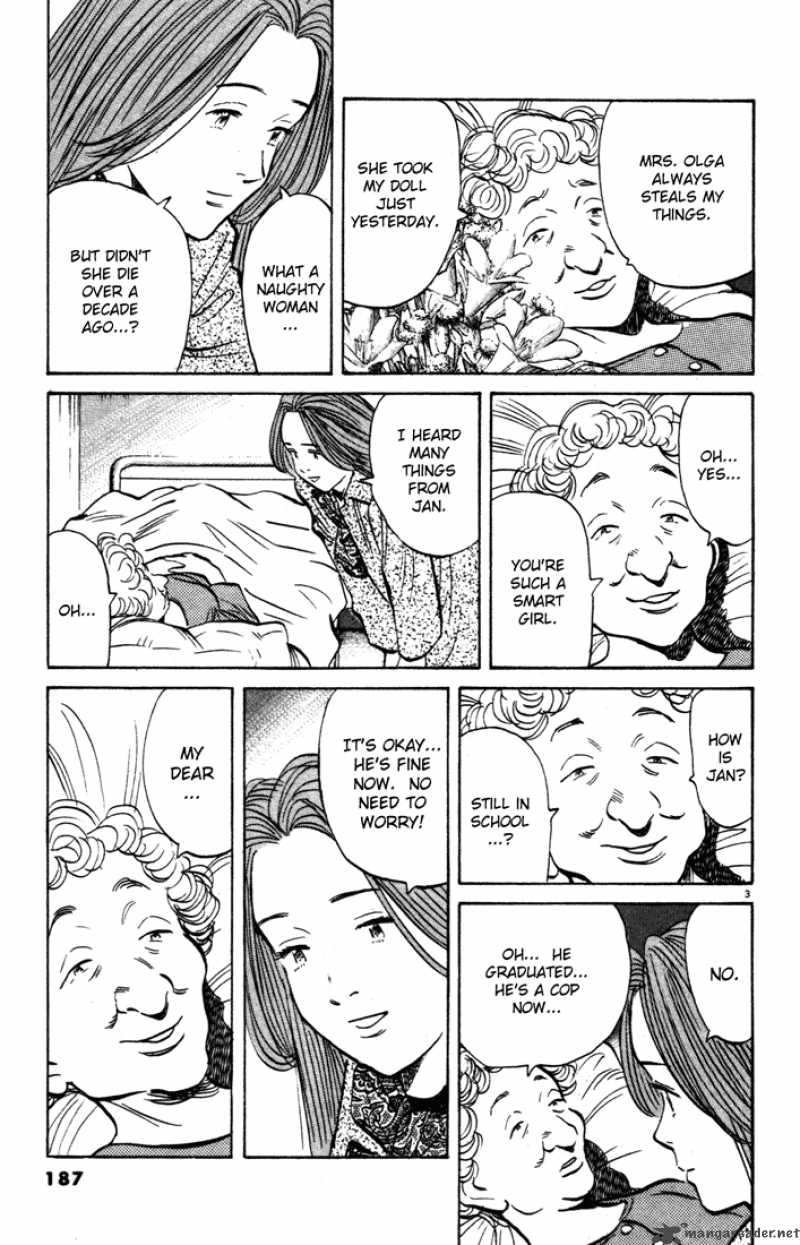 MRS. OLGA
ALWAYS
STEALS MY
THINGS.
SHE TOOK
MY DOLL
JUST
YESTERDAY.
WHAT A
NAUGHTY
WOMAN
...
BUT DIDN'T
SHE DIE
OVER A
DECADE
AGO...?
OH...
YES...
YOU'RE
SUCH A
SMART
GIRL.
I HEARD
MANY
THINGS
FROM
JAN.
OH...
HOW
IS
JAN?
STILL IN
SCHOOL
...?
3
NO.
OH... HE
GRADUATED...
HE'S A COP
NOW...
IT'S OKAY...
HE'S FINE
NOW. NO
NEED TO
WORRY!
MY
DEAR
...
187
mangareader.net